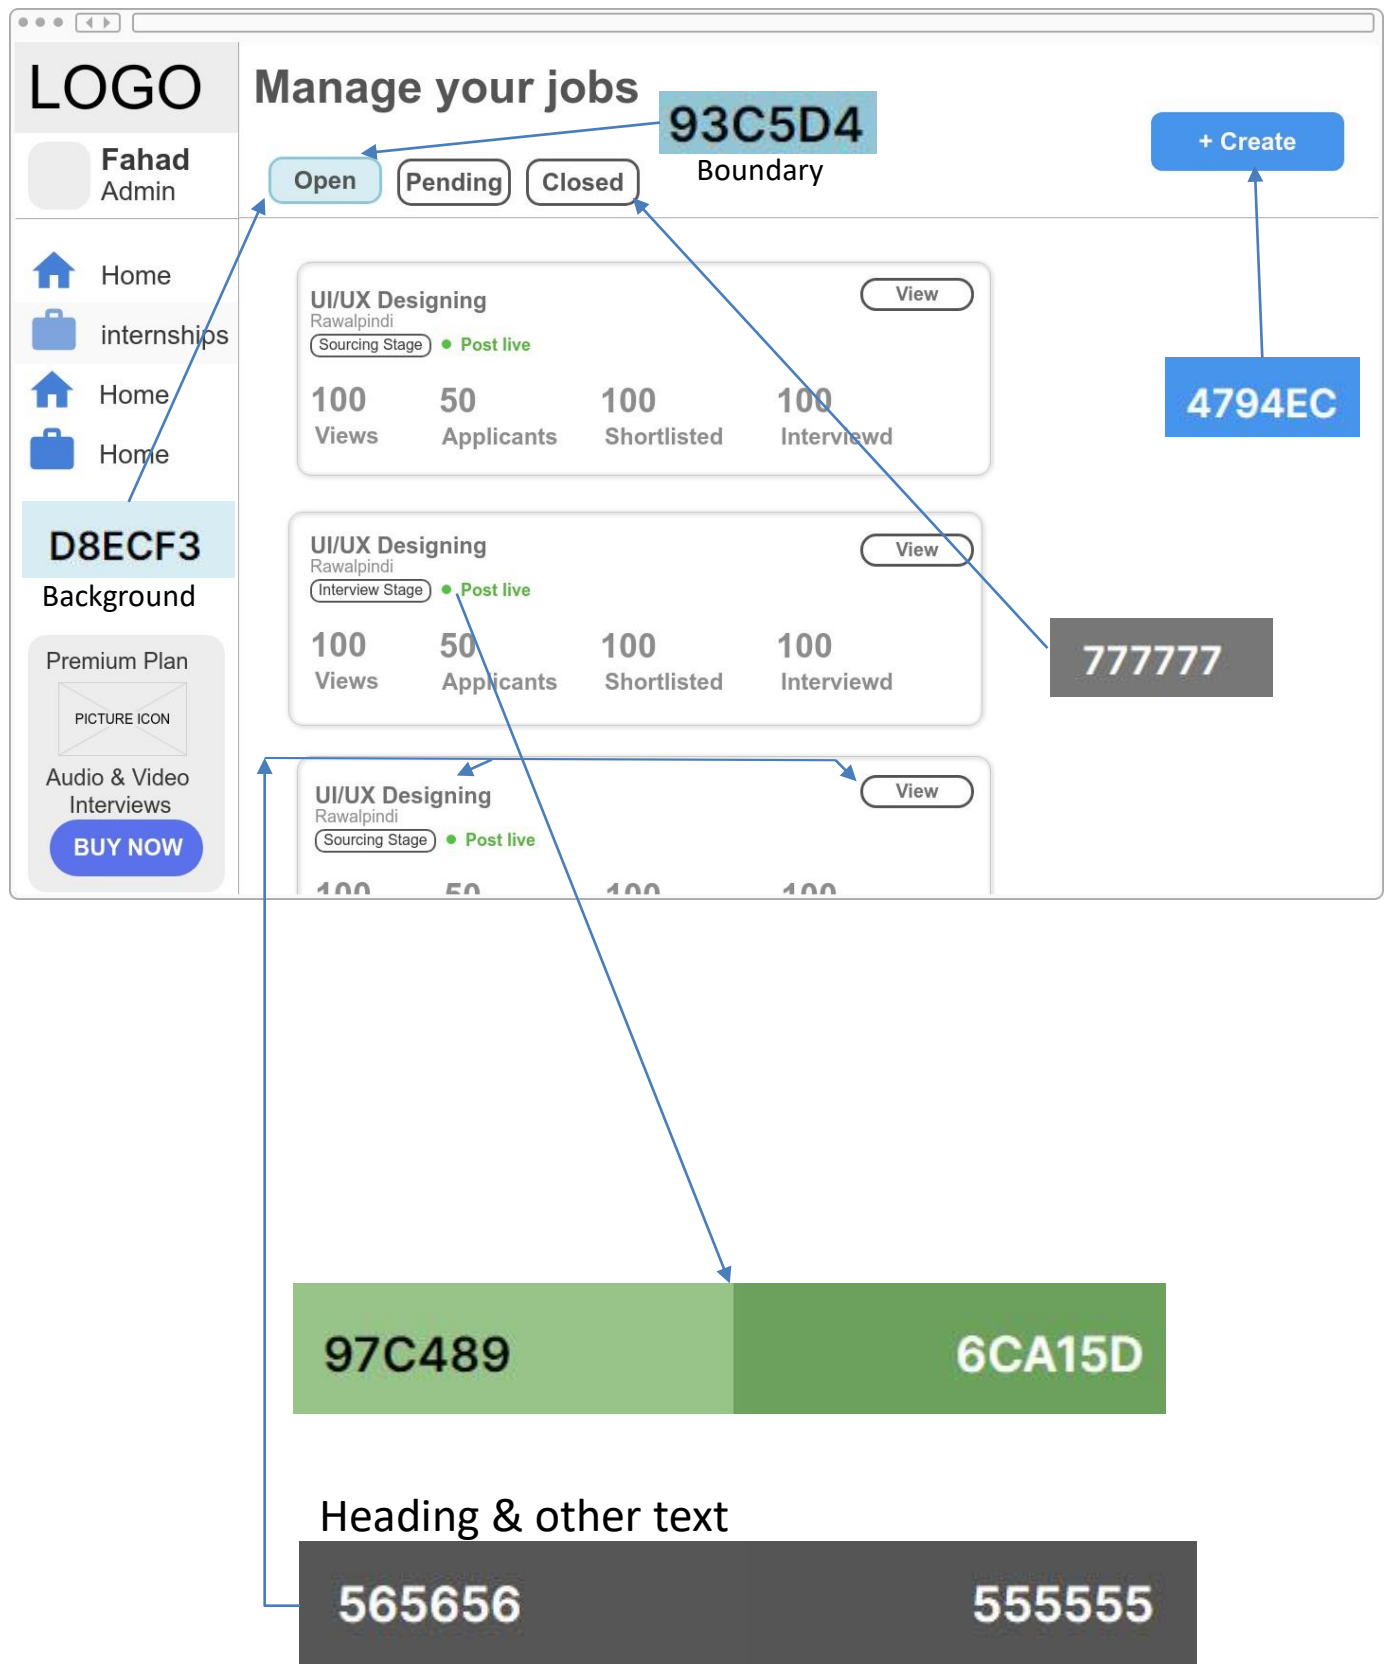 LOGO
Manage your jobs
93C5D4
Boundary
+ Create
Fahad
Admin
Open
Pending
Closed
Home
internships
Home
Home
D8ECF3
Background
Premium Plan
PICTURE ICON
Audio & Video
Interviews
BUY NOW
UI/UX Designing
View
Rawalpindi
Sourcing Stage
Post live
100
50
100
100
Views
Applicants
Shortlisted
Interviewd
4794EC
UI/UX Designing
View
Rawalpindi
Interview Stage
Post live
100
50
100
100
Views
Applicants
Shortlisted
Interviewd
777777
UI/UX Designing
View
Rawalpindi
Sourcing Stage
Post live
100
50
100
100
97C489
6CA15D
Heading & other text
565656
555555